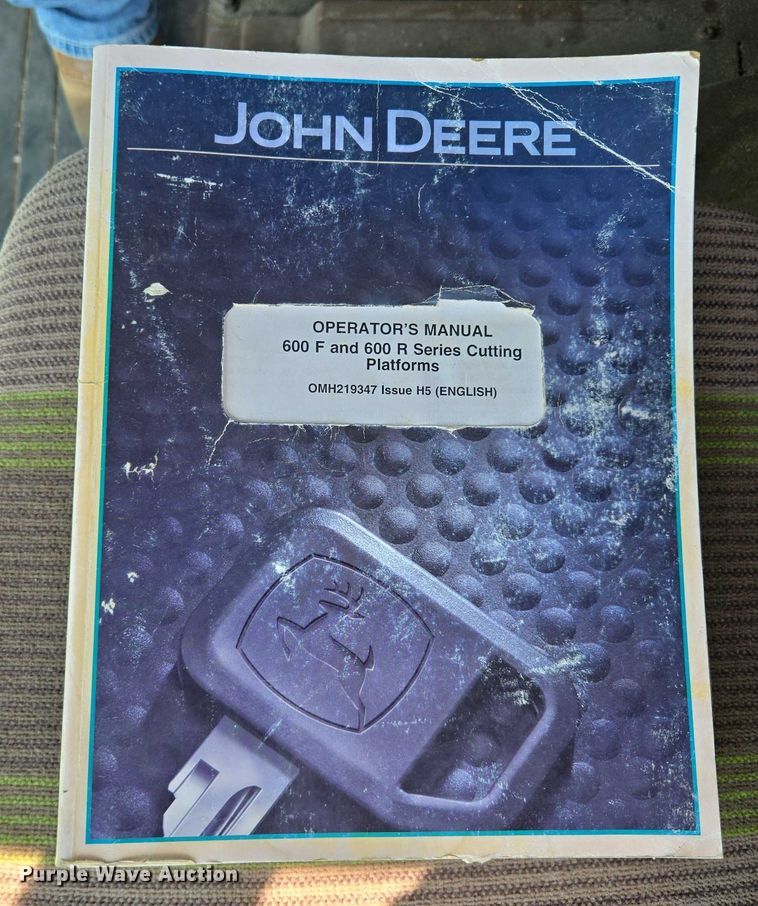 JOHN DEERE
OPERATOR'S MANUAL
600 F and 600 R Series Cutting
Platforms
OMH219347 Issue H5 (ENGLISH)
Purple Wave Auction